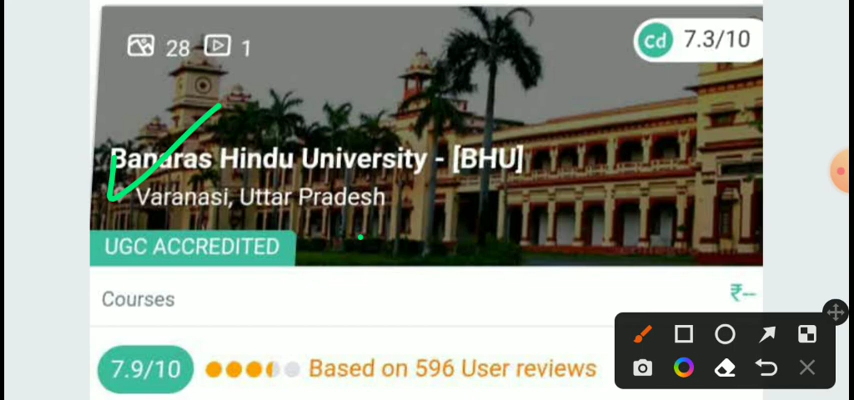 28 1
cd 7.3/10
Banaras Hindu University - [BHU]
Varanasi, Uttar Pradesh
UGC ACCREDITED
Courses
₹--
7.9/10 Based on 596 User reviews